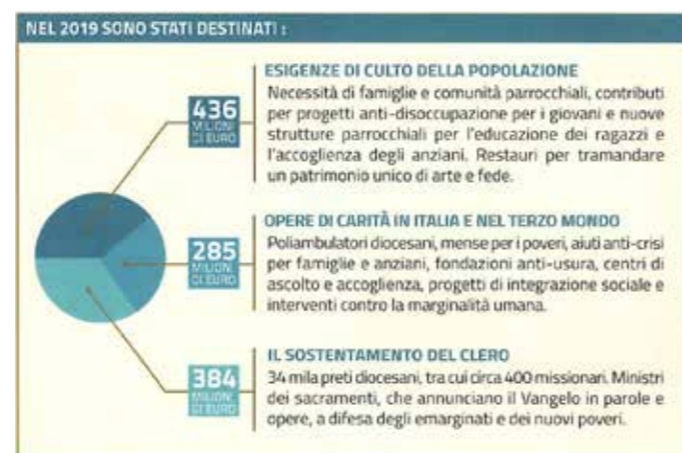 NEL 2019 SONO STATI DESTINATI :
ESIGENZE DI CULTO DELLA POPOLAZIONE
436
MILIONI
DI EURO
Necessità di famiglie e comunità parrocchiali, contributi
per progetti anti-disoccupazione per i giovani e nuove
strutture parrocchiali per l'educazione dei ragazzi e
l'accoglienza degli anziani. Restauri per tramandare
un patrimonio unico di arte e fede.
OPERE DI CARITÀ IN ITALIA E NEL TERZO MONDO
285
MILIONI
DI EURO
Poliambulatori diocesani, mense per i poveri, aiuti anti-crisi
per famiglie e anziani, fondazioni anti-usura, centri di
ascolto e accoglienza, progetti di integrazione sociale e
interventi contro la marginalità umana.
IL SOSTENTAMENTO DEL CLERO
384
MILIONI
DI EURO
34 mila preti diocesani, tra cui circa 400 missionari. Ministri
dei sacramenti, che annunciano il Vangelo in parole e
opere, a difesa degli emarginati e dei nuovi poveri.